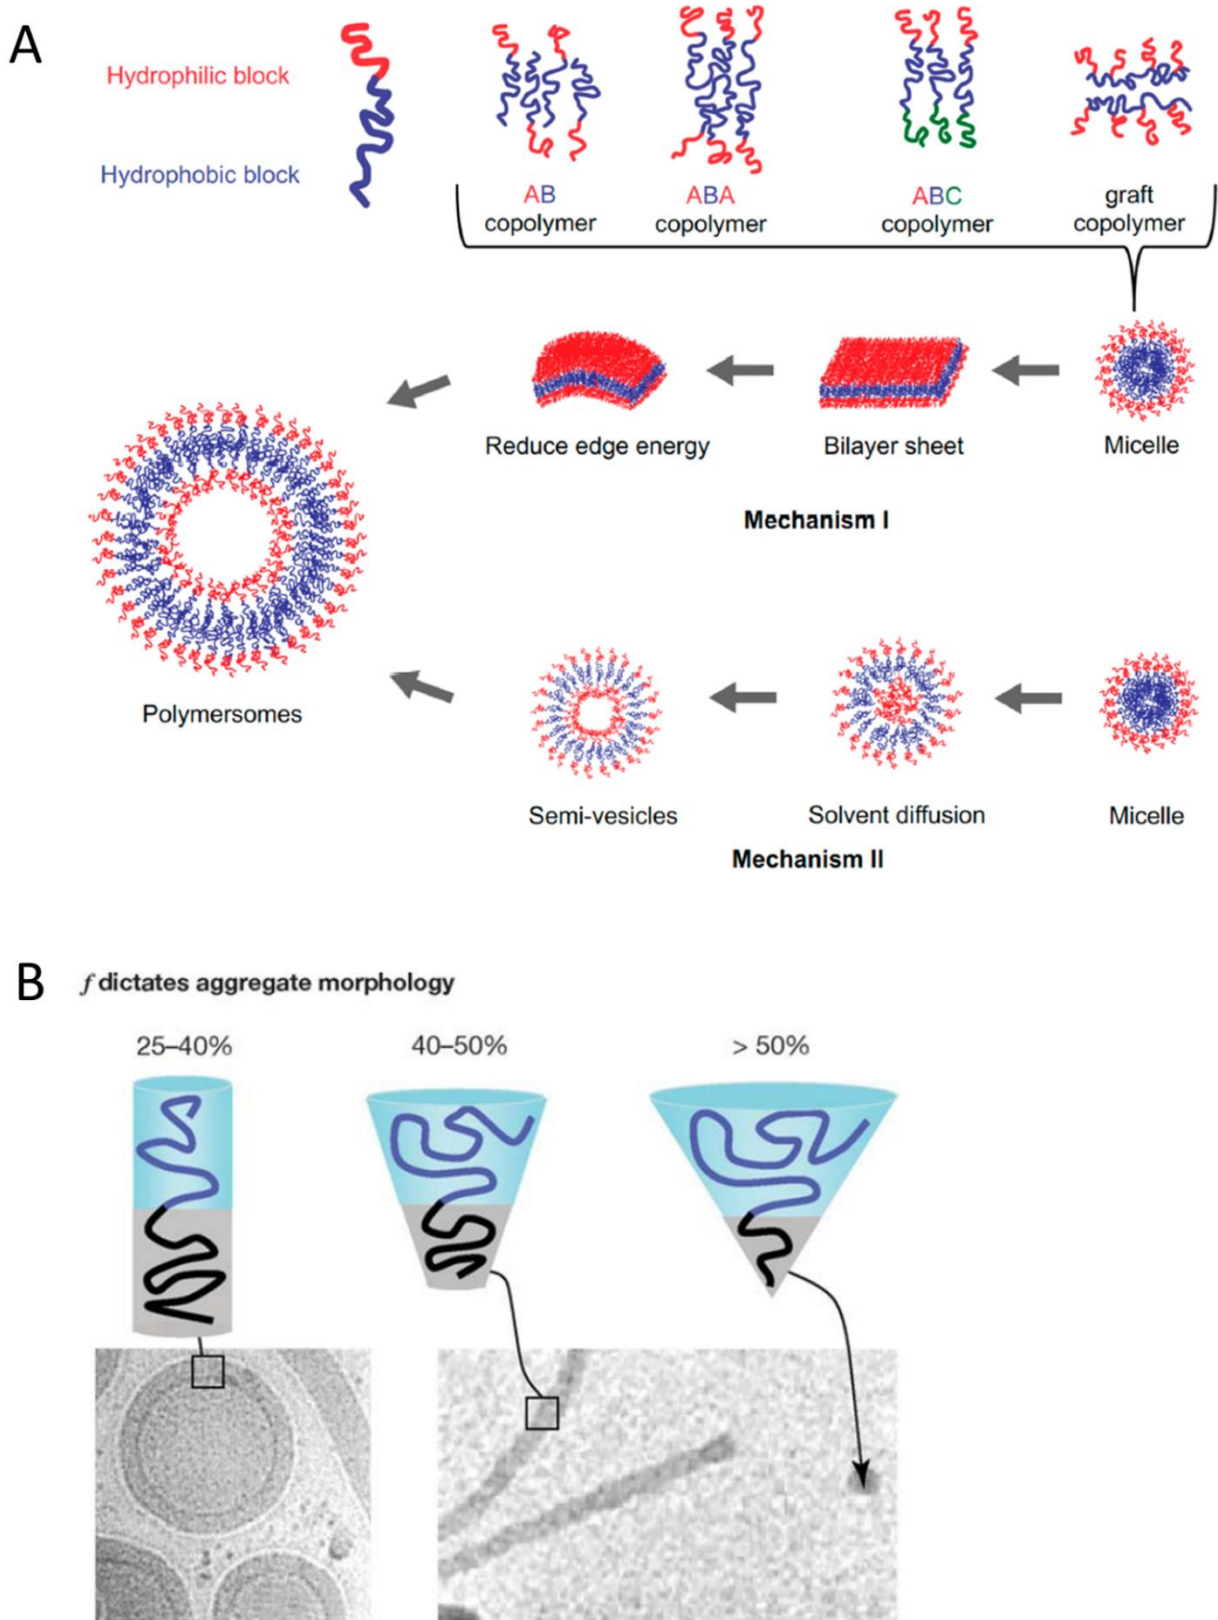 A
Hydrophilic block
Hydrophobic block
AB
copolymer
ABA
copolymer
ABC
copolymer
graft
copolymer
Reduce edge energy
Bilayer sheet
Micelle
Mechanism I
Polymersomes
Semi-vesicles
Solvent diffusion
Micelle
Mechanism II
B
f dictates aggregate morphology
25–40%
40–50%
> 50%